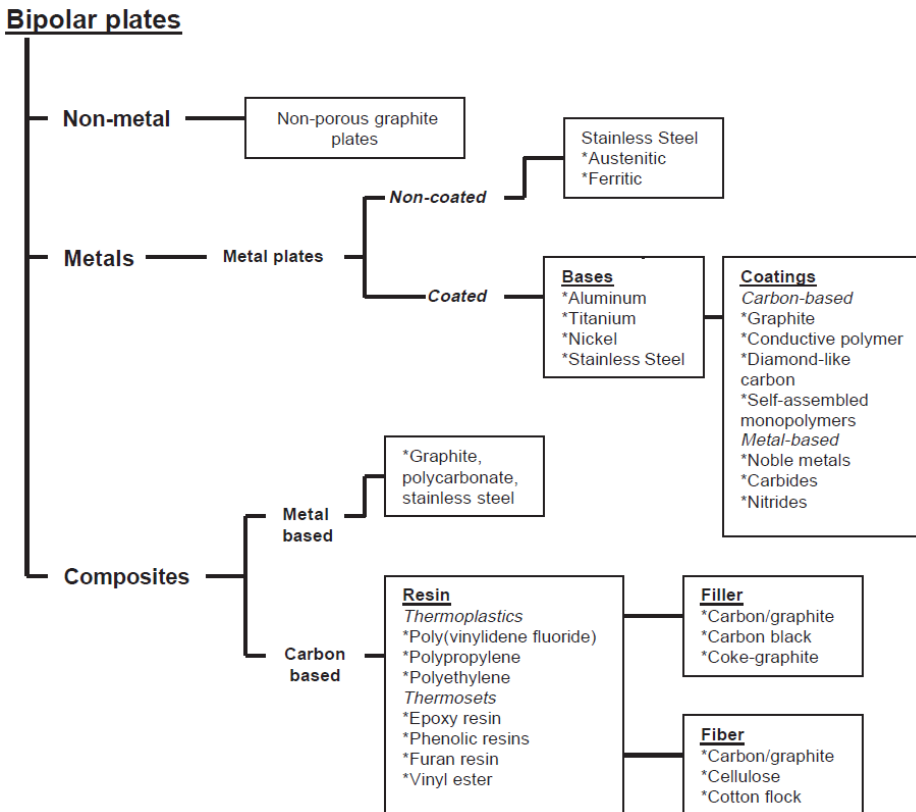 Bipolar plates
Non-metal
Non-porous graphite
plates
Stainless Steel
*Austenitic
*Ferritic
Non-coated
Metals
Metal plates
Coated
Bases
*Aluminum
*Titanium
*Nickel
*Stainless Steel
Coatings
Carbon-based
*Graphite
*Conductive polymer
*Diamond-like
carbon
*Self-assembled
monopolymers
Metal-based
*Noble metals
*Carbides
*Nitrides
*Graphite,
polycarbonate,
stainless steel
Metal
based
Composites
Carbon
based
Resin
Thermoplastics
*Poly(vinylidene fluoride)
*Polypropylene
*Polyethylene
Thermosets
*Epoxy resin
*Phenolic resins
*Furan resin
*Vinyl ester
Filler
*Carbon/graphite
*Carbon black
*Coke-graphite
Fiber
*Carbon/graphite
*Cellulose
*Cotton flock